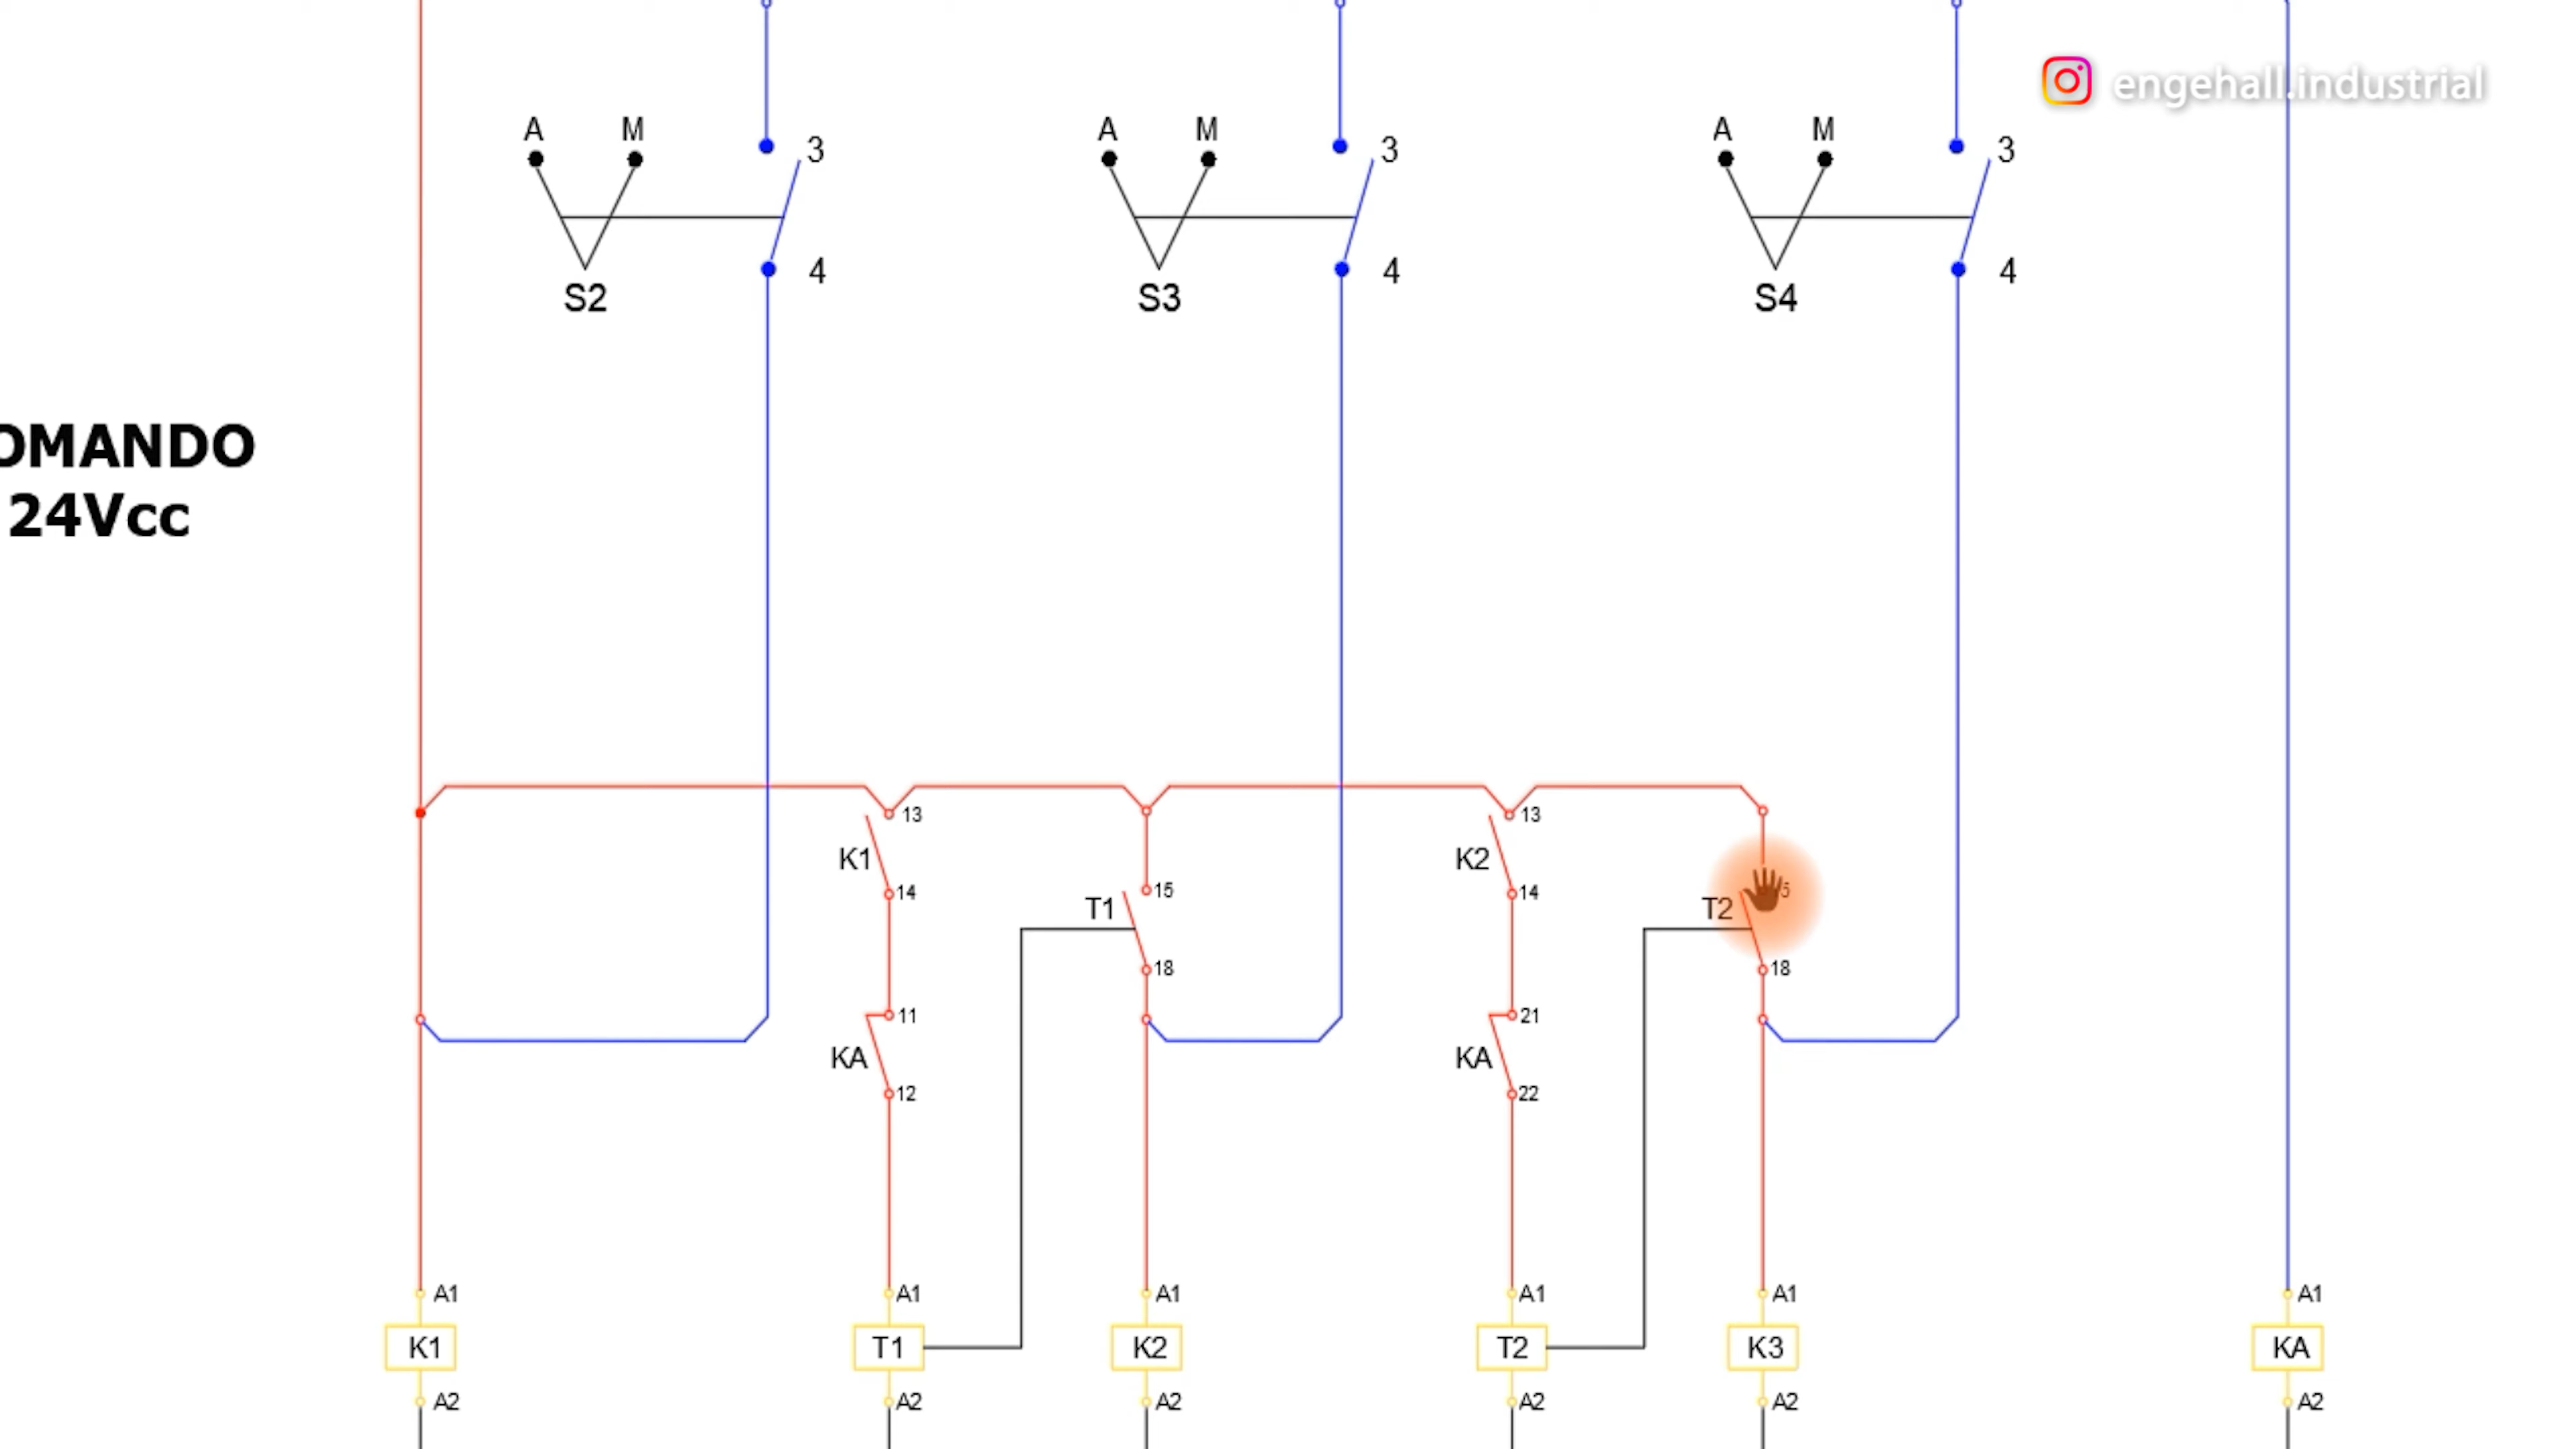 engehall.industrial
A M 3
A M 3
A M 3
S2 4
S3 4
S4 4
OMANDO
24Vcc
13
13
K1
K2
14
15
14
T1
T2
18
18
11
21
KA
KA
12
22
A1
A1
A1
A1
A1
A1
K1
T1
K2
T2
K3
KA
A2
A2
A2
A2
A2
A2